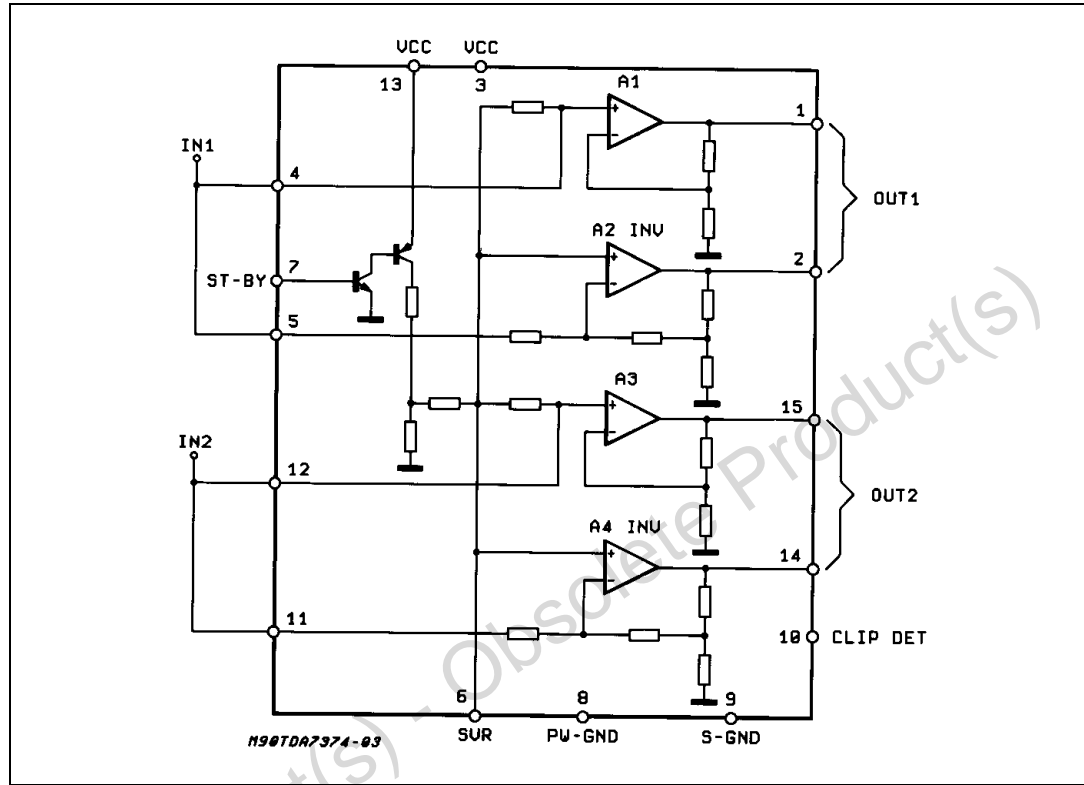 VCC VCC
13 3
A1
1
IN1
4
OUT1
A2 INV
2
7
ST-BY
5
A3
15
IN2
12
OUT2
A4 INV
14
11
10 CLIP DET
6 8 9
SVR PW-GND S-GND
M90TDA7374-03
t(s) - Obsolete Product(s)